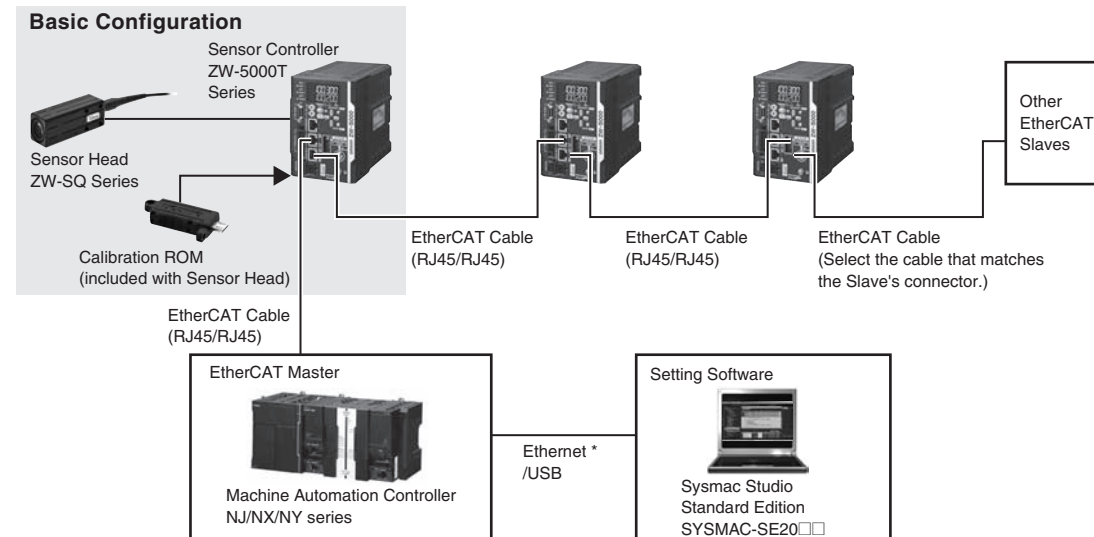 Basic Configuration
Sensor Controller
ZW-5000T
Series
Sensor Head
ZW-SQ Series
Calibration ROM
(included with Sensor Head)
EtherCAT Cable
(RJ45/RJ45)
EtherCAT Cable
(RJ45/RJ45)
EtherCAT Cable
(Select the cable that matches
the Slave's connector.)
Other
EtherCAT
Slaves
EtherCAT Cable
(RJ45/RJ45)
EtherCAT Master
Machine Automation Controller
NJ/NX/NY series
Ethernet *
/USB
Setting Software
Sysmac Studio
Standard Edition
SYSMAC-SE20□□